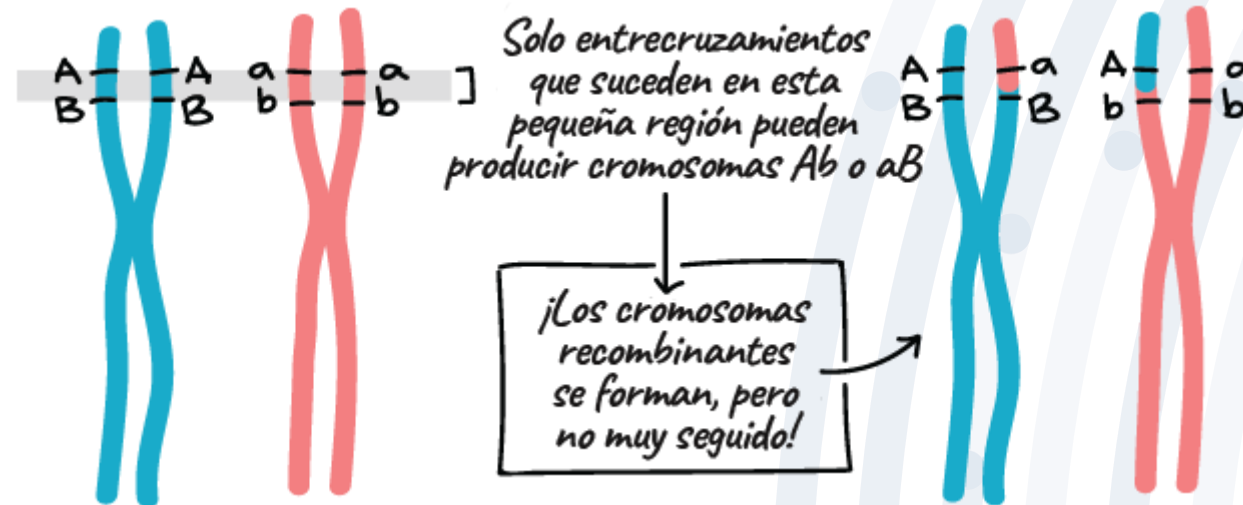 A A a a
B B b b
Solo entrecruzamientos
que suceden en esta
pequeña región pueden
producir cromosomas Ab o aB
¡Los cromosomas
recombinantes
se forman, pero
no muy seguido!
A a A a
B B b b